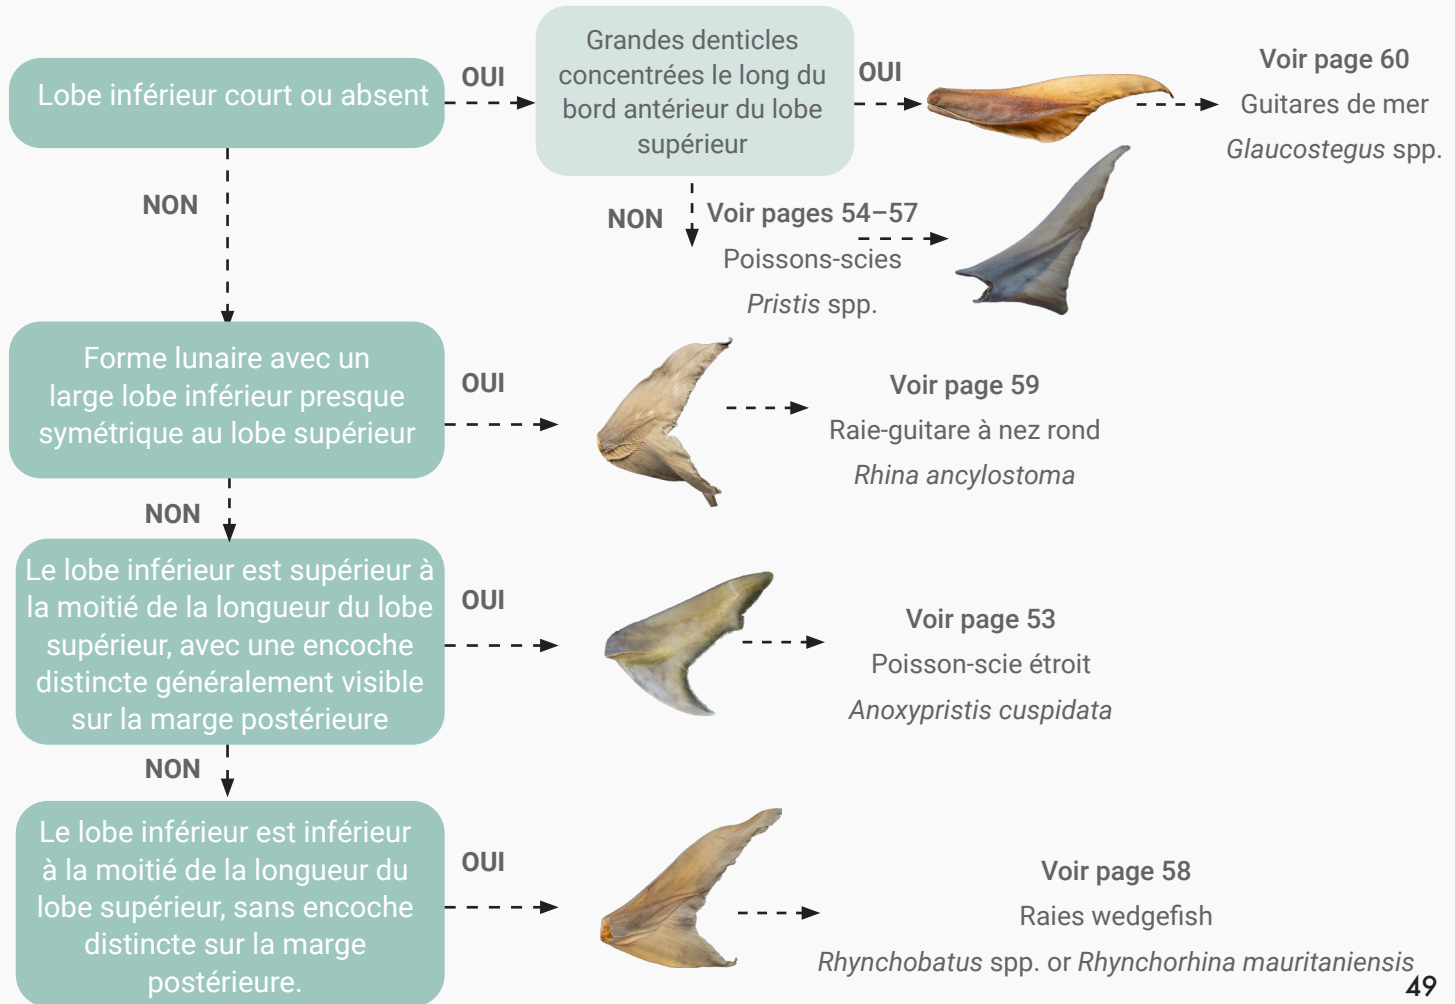 Lobe inférieur court ou absent
OUI
Grandes denticles
concentrées le long du
bord antérieur du lobe
supérieur
OUI
Voir page 60
Guitares de mer
Glaucostegus spp.
NON
NON
Voir pages 54–57
Poissons-scies
Pristis spp.
Forme lunaire avec un
large lobe inférieur presque
symétrique au lobe supérieur
OUI
Voir page 59
Raie-guitare à nez rond
Rhina ancylostoma
NON
Le lobe inférieur est supérieur à
la moitié de la longueur du lobe
supérieur, avec une encoche
distincte généralement visible
sur la marge postérieure
OUI
Voir page 53
Poisson-scie étroit
Anoxypristis cuspidata
NON
Le lobe inférieur est inférieur
à la moitié de la longueur du
lobe supérieur, sans encoche
distincte sur la marge
postérieure.
OUI
Voir page 58
Raies wedgefish
Rhynchobatus spp. or Rhynchorhina mauritaniensis
49